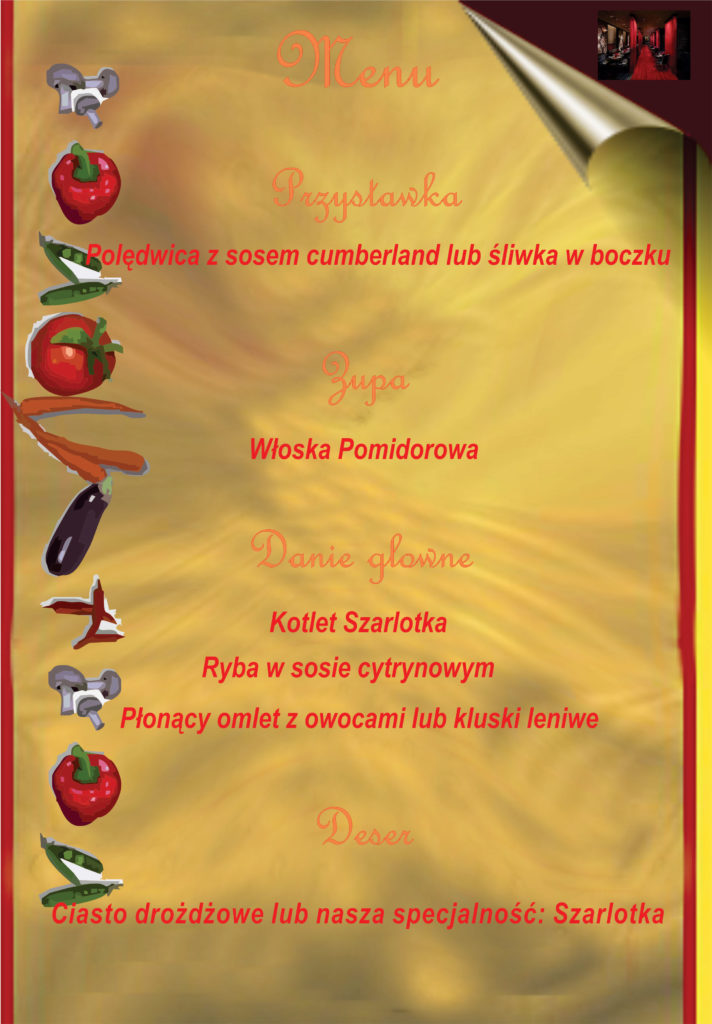 Menu
Przystawka
Polędwica z sosem cumberland lub śliwka w boczku
Zupa
Włoska Pomidorowa
Danie glowne
Kotlet Szarlotka
Ryba w sosie cytrynowym
Płonący omlet z owocami lub kluski leniwe
Deser
Ciasto drożdżowe lub nasza specjalność: Szarlotka